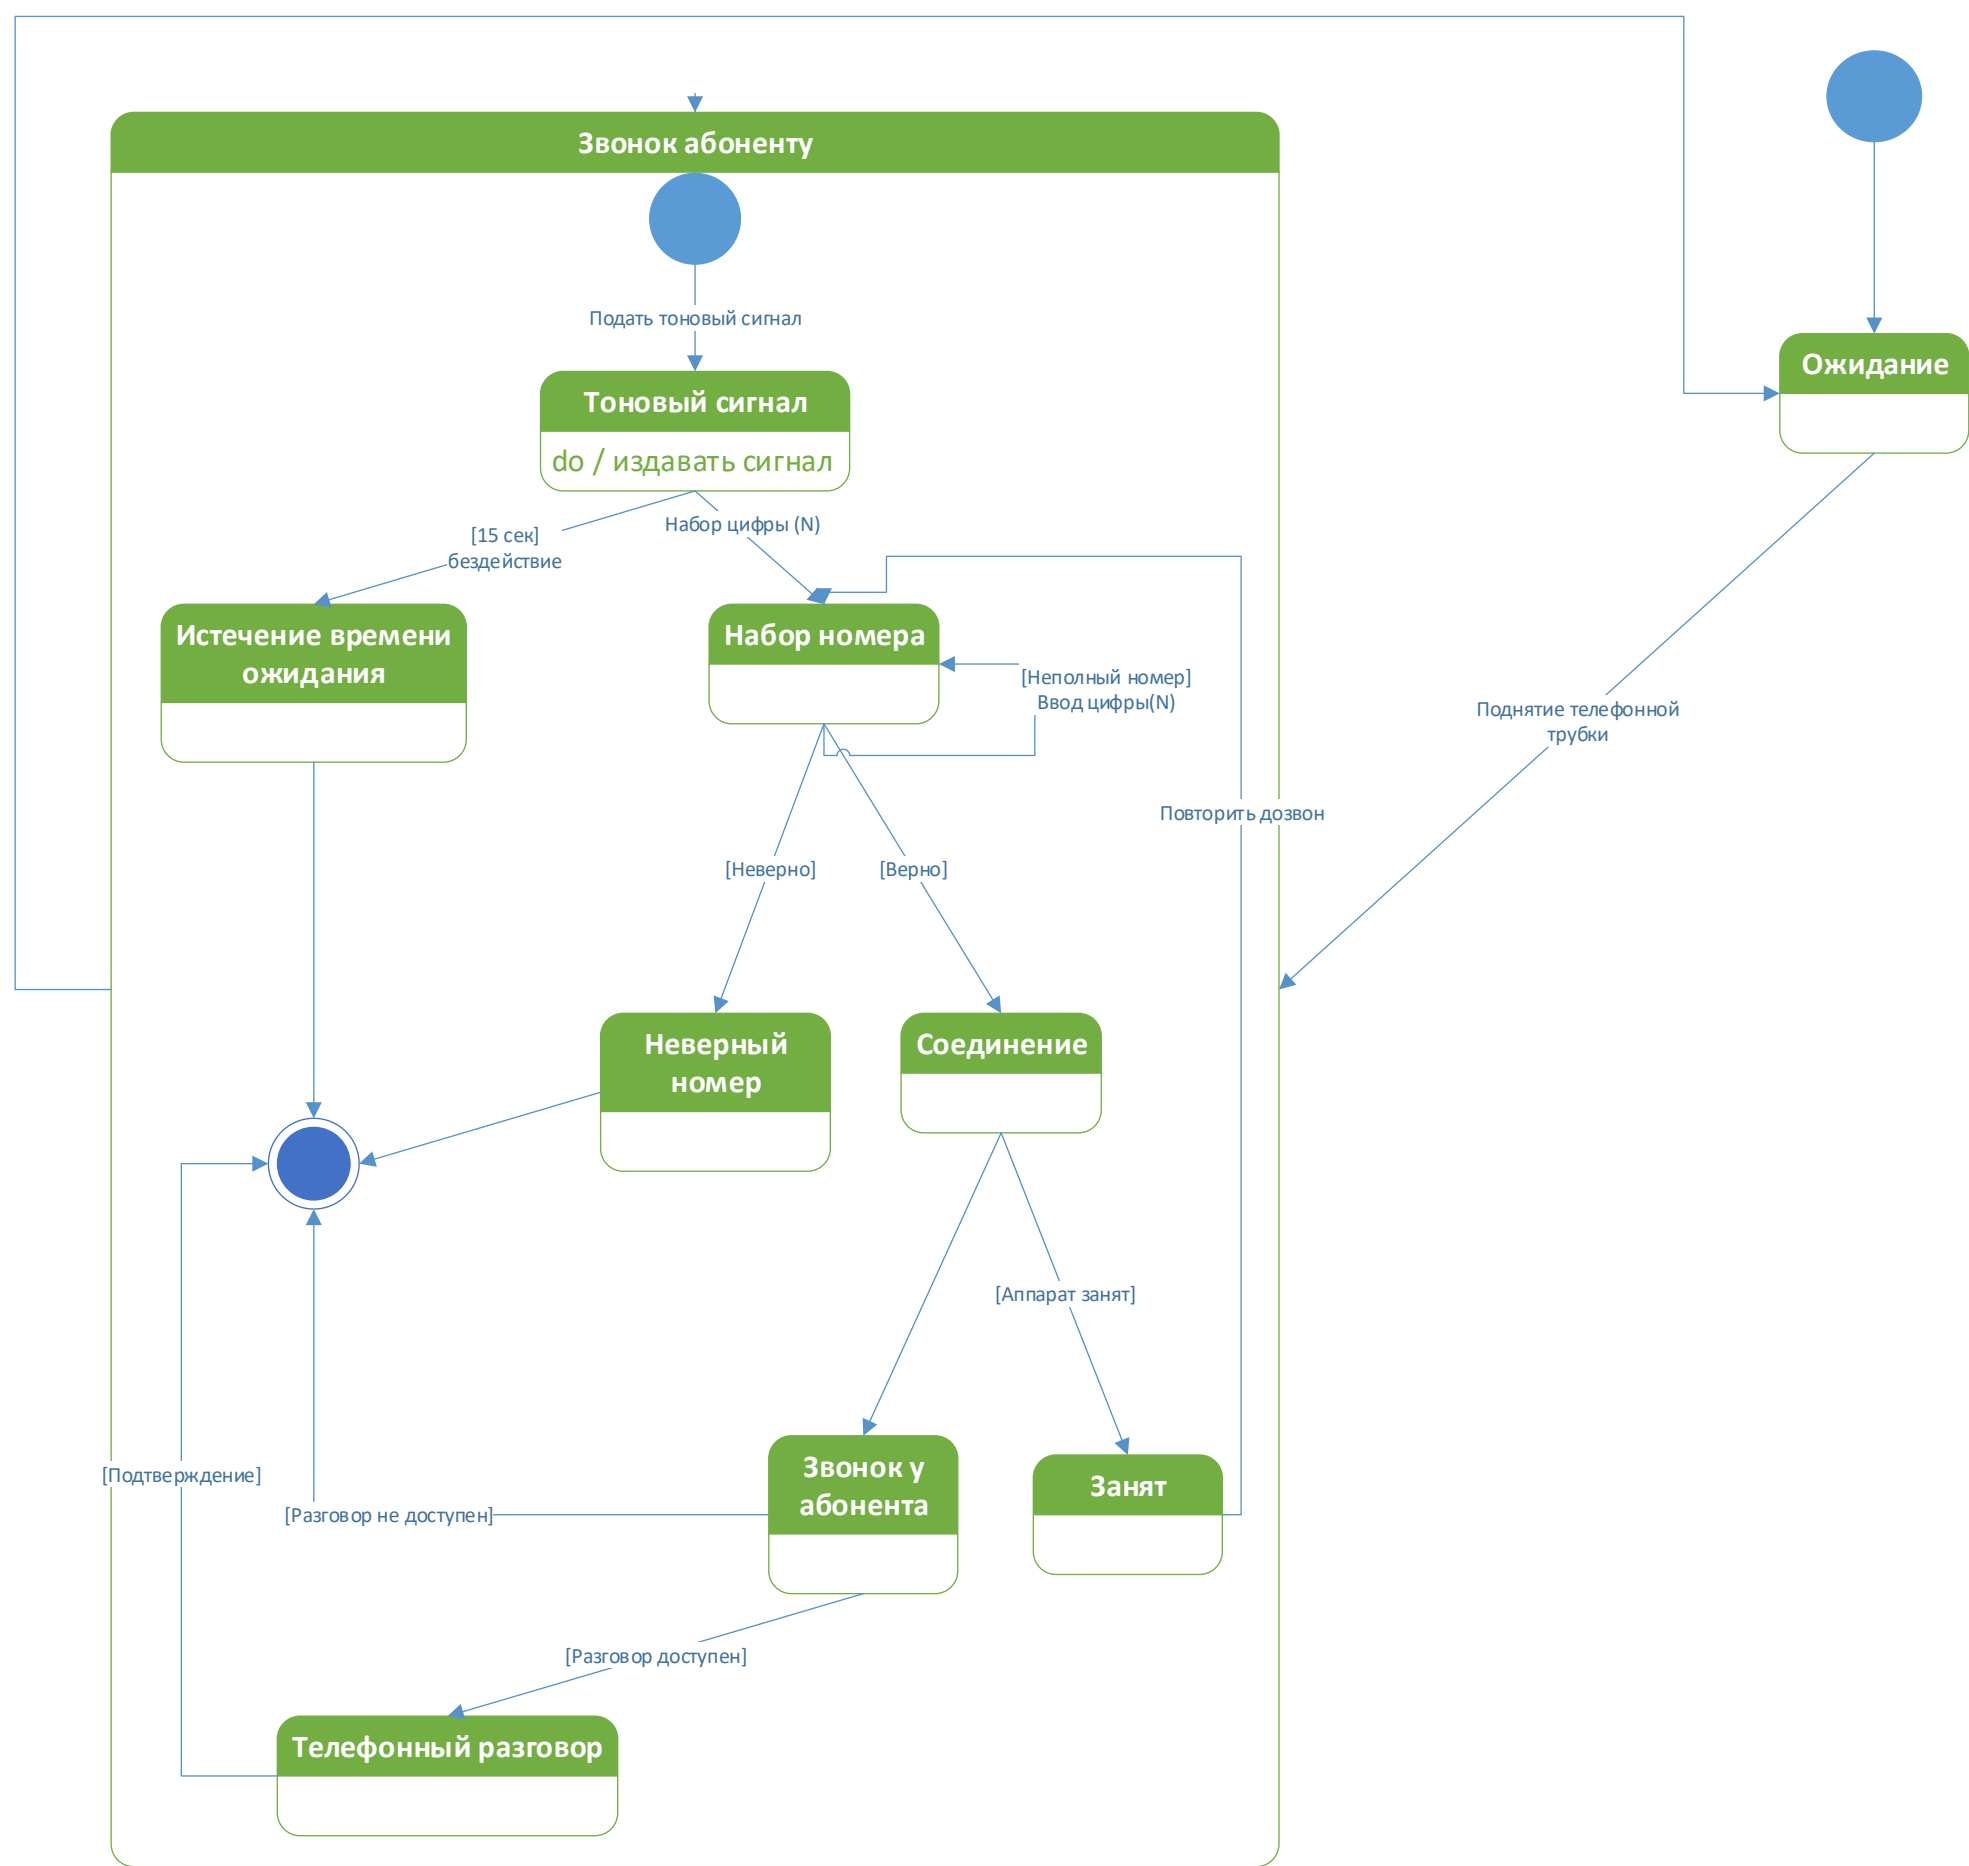 Звонок абоненту
Подать тоновый сигнал
Ожидание
Тоновый сигнал
do / издавать сигнал
[15 сек]
бездействие
Набор цифры (N)
Истечение времени
ожидания
Набор номера
[Неполный номер]
Ввод цифры(N)
Поднятие телефонной
трубки
Повторить дозвон
[Неверно]
[Верно]
Неверный
номер
Соединение
[Аппарат занят]
Звонок у
абонента
Занят
[Подтверждение]
[Разговор не доступен]
[Разговор доступен]
Телефонный разговор